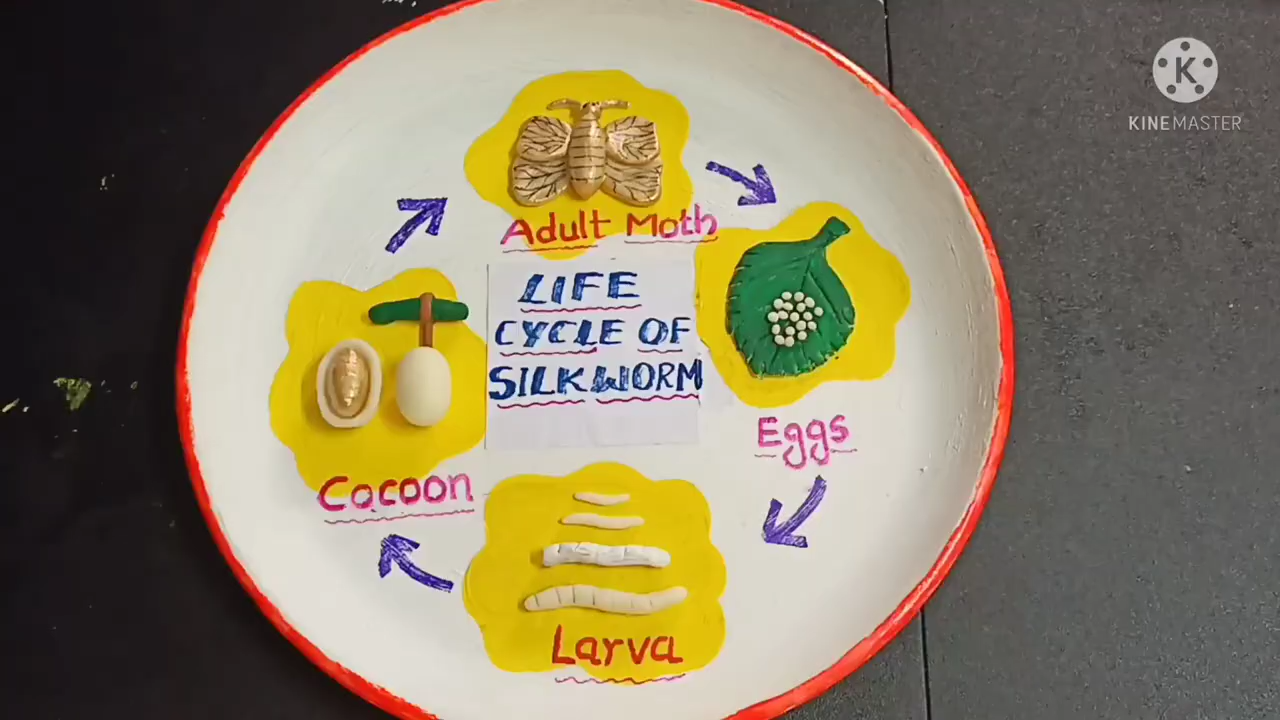 KINEMASTER
Adult Moth
LIFE
CYCLE OF
SILKWORM
Eggs
Cocoon
Larva